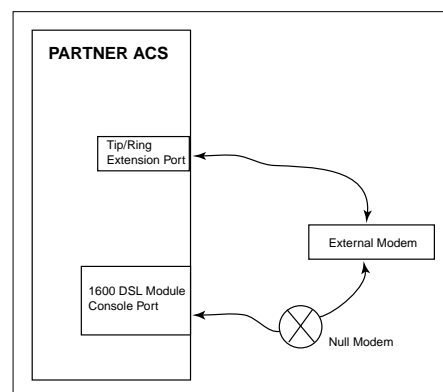 PARTNER ACS
Tip/Ring
Extension Port
External Modem
1600 DSL Module
Console Port
Null Modem